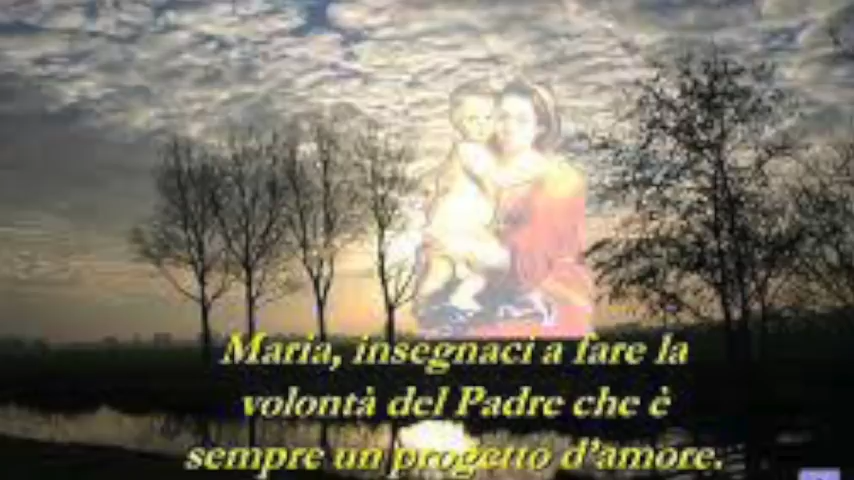 Maria, insegnaci a fare la
volontà del Padre che è
sempre un progetto d'amore.